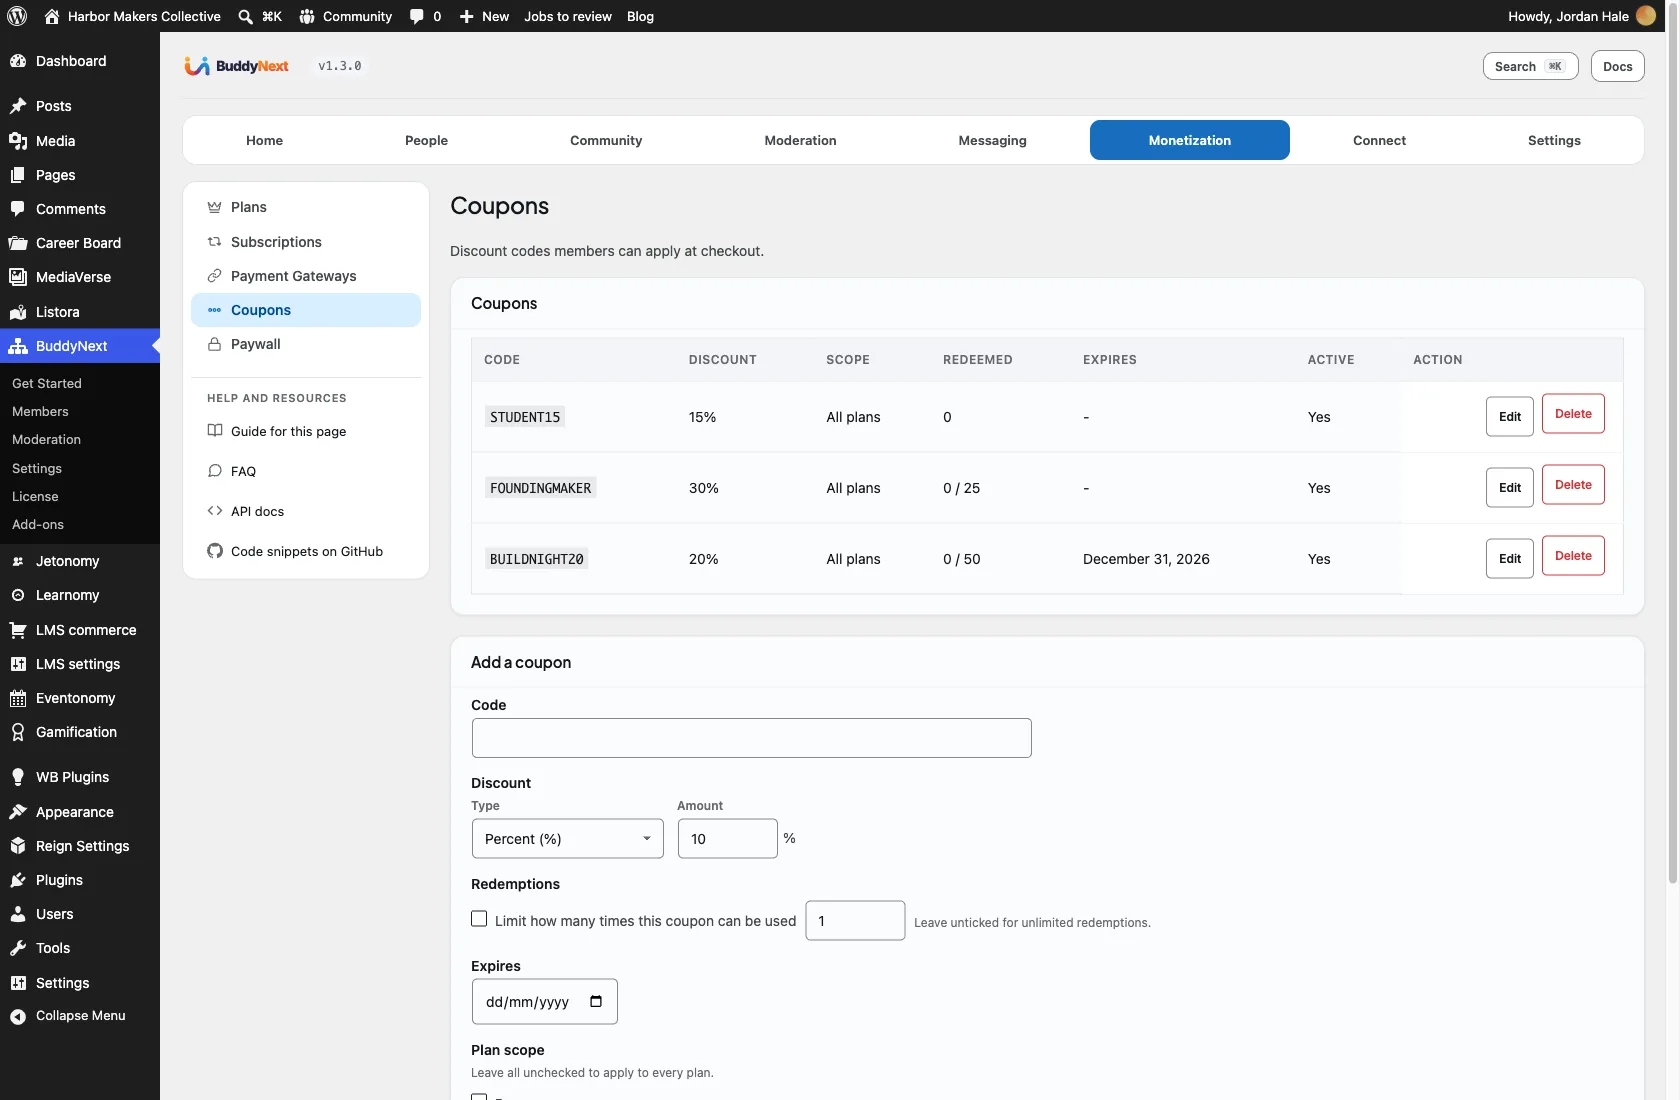 Harbor Makers Collective ⌘K Community 0 New Jobs to review Blog Howdy, Jordan Hale
Dashboard
Posts
Media
Pages
Comments
Career Board
MediaVerse
Listora
BuddyNext
Get Started
Members
Moderation
Settings
License
Add-ons
Jetonomy
Learnomy
LMS commerce
LMS settings
Eventonomy
Gamification
WB Plugins
Appearance
Reign Settings
Plugins
Users
Tools
Settings
Collapse Menu
BuddyNext v1.3.0 Search ⌘K Docs
Home People Community Moderation Messaging Monetization Connect Settings
Plans
Subscriptions
Payment Gateways
Coupons
Paywall
HELP AND RESOURCES
Guide for this page
FAQ
API docs
Code snippets on GitHub
Coupons
Discount codes members can apply at checkout.
Coupons
CODE DISCOUNT SCOPE REDEEMED EXPIRES ACTIVE ACTION
STUDENT15 15% All plans 0 - Yes Edit Delete
FOUNDINGMAKER 30% All plans 0 / 25 - Yes Edit Delete
BUILDNIGHT20 20% All plans 0 / 50 December 31, 2026 Yes Edit Delete
Add a coupon
Code
Discount
Type Amount
Percent (%) 10 %
Redemptions
Limit how many times this coupon can be used 1 Leave unticked for unlimited redemptions.
Expires
dd/mm/yyyy
Plan scope
Leave all unchecked to apply to every plan.